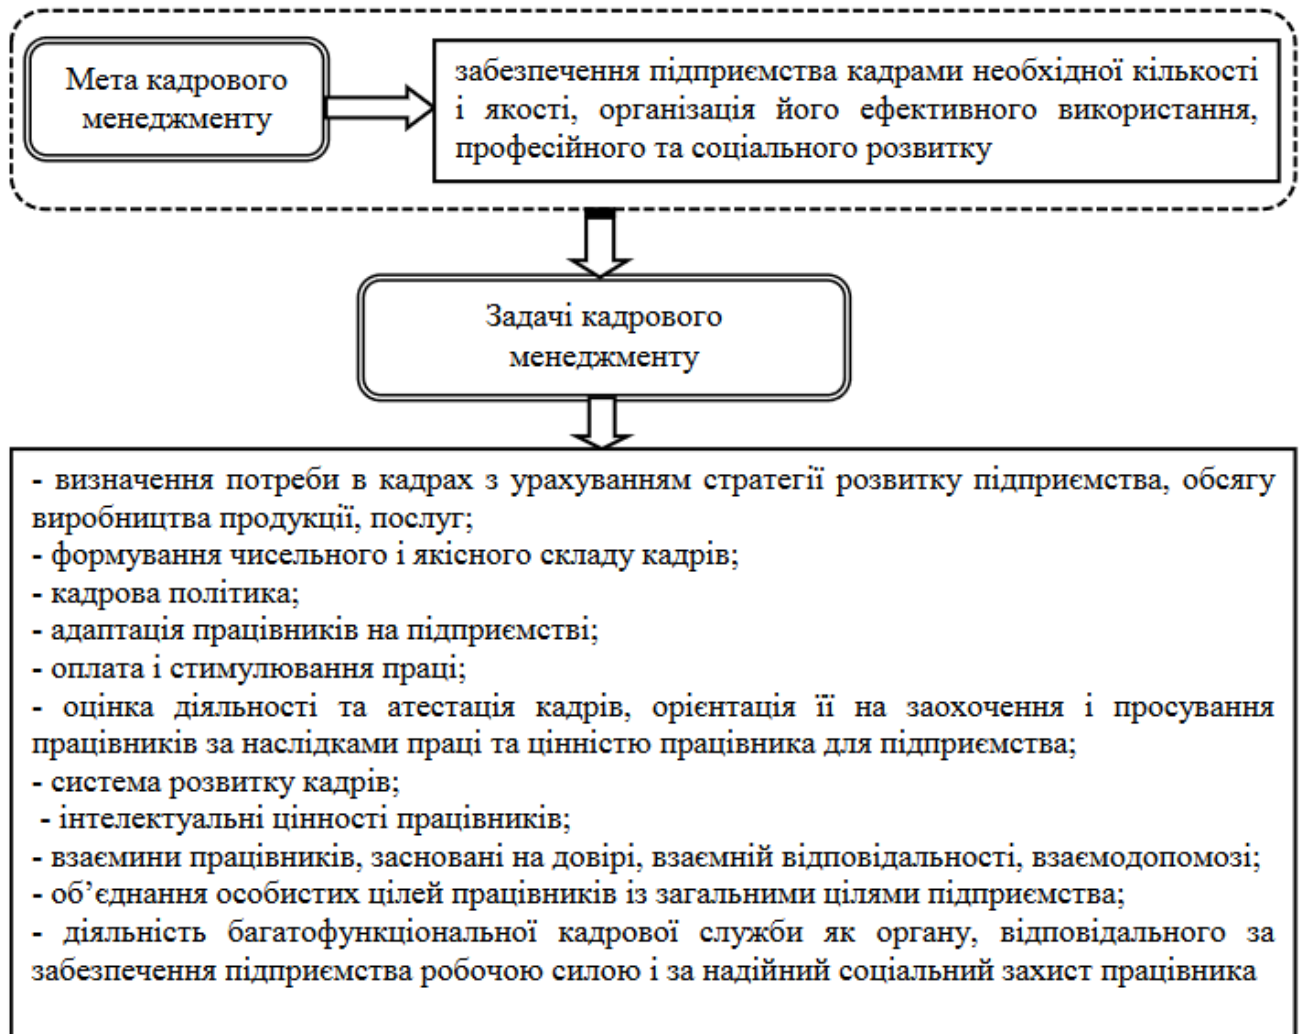 Мета кадрового
менеджменту
забезпечення підприємства кадрами необхідної кількості
і якості, організація його ефективного використання,
професійного та соціального розвитку
Задачі кадрового
менеджменту
- визначення потреби в кадрах з урахуванням стратегії розвитку підприємства, обсягу
виробництва продукції, послуг;
- формування чисельного і якісного складу кадрів;
- кадрова політика;
- адаптація працівників на підприємстві;
- оплата і стимулювання праці;
- оцінка діяльності та атестація кадрів, орієнтація її на заохочення і просування
працівників за наслідками праці та цінністю працівника для підприємства;
- система розвитку кадрів;
- інтелектуальні цінності працівників;
- взаємини працівників, засновані на довірі, взаємній відповідальності, взаємодопомозі;
- об’єднання особистих цілей працівників із загальними цілями підприємства;
- діяльність багатофункціональної кадрової служби як органу, відповідального за
забезпечення підприємства робочою силою і за надійний соціальний захист працівника